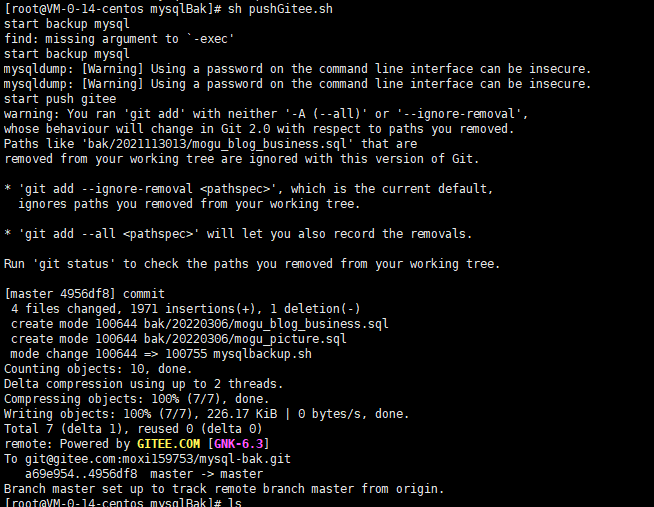 [root@VM-0-14-centos mysqlBak]# sh pushGitee.sh
start backup mysql
find: missing argument to `-exec'
start backup mysql
mysqldump: [Warning] Using a password on the command line interface can be insecure.
mysqldump: [Warning] Using a password on the command line interface can be insecure.
start push gitee
warning: You ran 'git add' with neither '-A (--all)' or '--ignore-removal',
whose behaviour will change in Git 2.0 with respect to paths you removed.
Paths like 'bak/2021113013/mogu_blog_business.sql' that are
removed from your working tree are ignored with this version of Git.
* 'git add --ignore-removal <pathspec>', which is the current default,
  ignores paths you removed from your working tree.
* 'git add --all <pathspec>' will let you also record the removals.
Run 'git status' to check the paths you removed from your working tree.
[master 4956df8] commit
 4 files changed, 1971 insertions(+), 1 deletion(-)
 create mode 100644 bak/20220306/mogu_blog_business.sql
 create mode 100644 bak/20220306/mogu_picture.sql
 mode change 100644 => 100755 mysqlbackup.sh
Counting objects: 10, done.
Delta compression using up to 2 threads.
Compressing objects: 100% (7/7), done.
Writing objects: 100% (7/7), 226.17 KiB | 0 bytes/s, done.
Total 7 (delta 1), reused 0 (delta 0)
remote: Powered by GITEE.COM [GNK-6.3]
To git@gitee.com:moxi159753/mysql-bak.git
   a69e954..4956df8  master -> master
Branch master set up to track remote branch master from origin.
[root@VM-0-14-centos mysqlBak]# ls